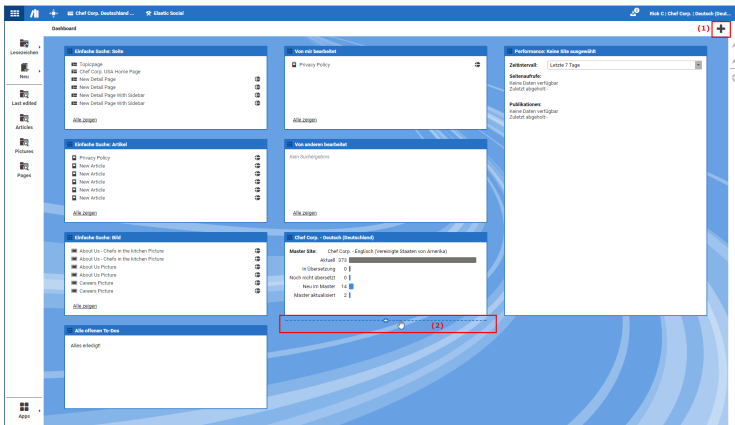 Chef Corp. Deutschland ...
Elastic Social
Rick C | Chef Corp. | Deutsch (Deut...
Dashboard
(1)
Lesezeichen
Neu
Last edited
Articles
Pictures
Pages
Apps
Einfache Suche: Seite
Topicpage
Chef Corp. USA Home Page
New Detail Page
New Detail Page
New Detail Page With Sidebar
New Detail Page With Sidebar
Alle zeigen
Einfache Suche: Artikel
Privacy Policy
New Article
New Article
New Article
New Article
New Article
Alle zeigen
Einfache Suche: Bild
About Us - Chefs in the kitchen Picture
About Us - Chefs in the kitchen Picture
About Us Picture
About Us Picture
Careers Picture
Careers Picture
Alle zeigen
Alle offenen To-Dos
Alles erledigt!
Von mir bearbeitet
Privacy Policy
Alle zeigen
Von anderen bearbeitet
Kein Suchergebnis
Alle zeigen
Chef Corp. - Deutsch (Deutschland)
Master Site: Chef Corp. - Englisch (Vereinigte Staaten von Amerika)
Aktuell 373
In Übersetzung 0
Noch nicht übersetzt 0
Neu im Master 14
Master aktualisiert 2
(2)
Performance: Keine Site ausgewählt
Zeitintervall: Letzte 7 Tage
Seitenaufrufe:
Keine Daten verfügbar
Zuletzt abgeholt -
Publikationen:
Keine Daten verfügbar
Zuletzt abgeholt -